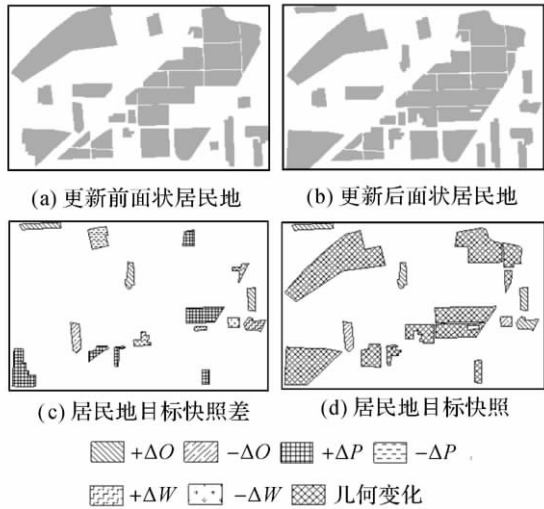 (a) 更新前面状居民地 (b) 更新后面状居民地
(c) 居民地目标快照差 (d) 居民地目标快照
+ΔO -ΔO +ΔP -ΔP
+ΔW -ΔW 几何变化